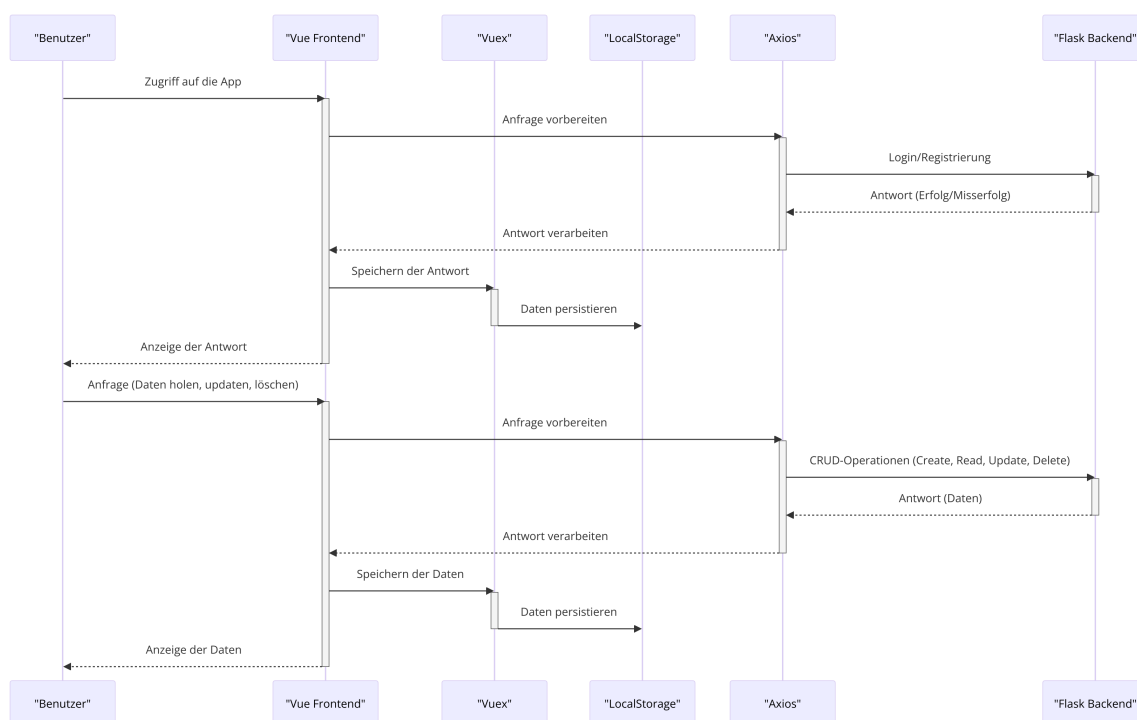 "Benutzer"
"Vue Frontend"
"Vuex"
"LocalStorage"
"Axios"
"Flask Backend"
Zugriff auf die App
Anfrage vorbereiten
Login/Registrierung
Antwort (Erfolg/Misserfolg)
Antwort verarbeiten
Speichern der Antwort
Daten persistieren
Anzeige der Antwort
Anfrage (Daten holen, updaten, löschen)
Anfrage vorbereiten
CRUD-Operationen (Create, Read, Update, Delete)
Antwort (Daten)
Antwort verarbeiten
Speichern der Daten
Daten persistieren
Anzeige der Daten
"Benutzer"
"Vue Frontend"
"Vuex"
"LocalStorage"
"Axios"
"Flask Backend"